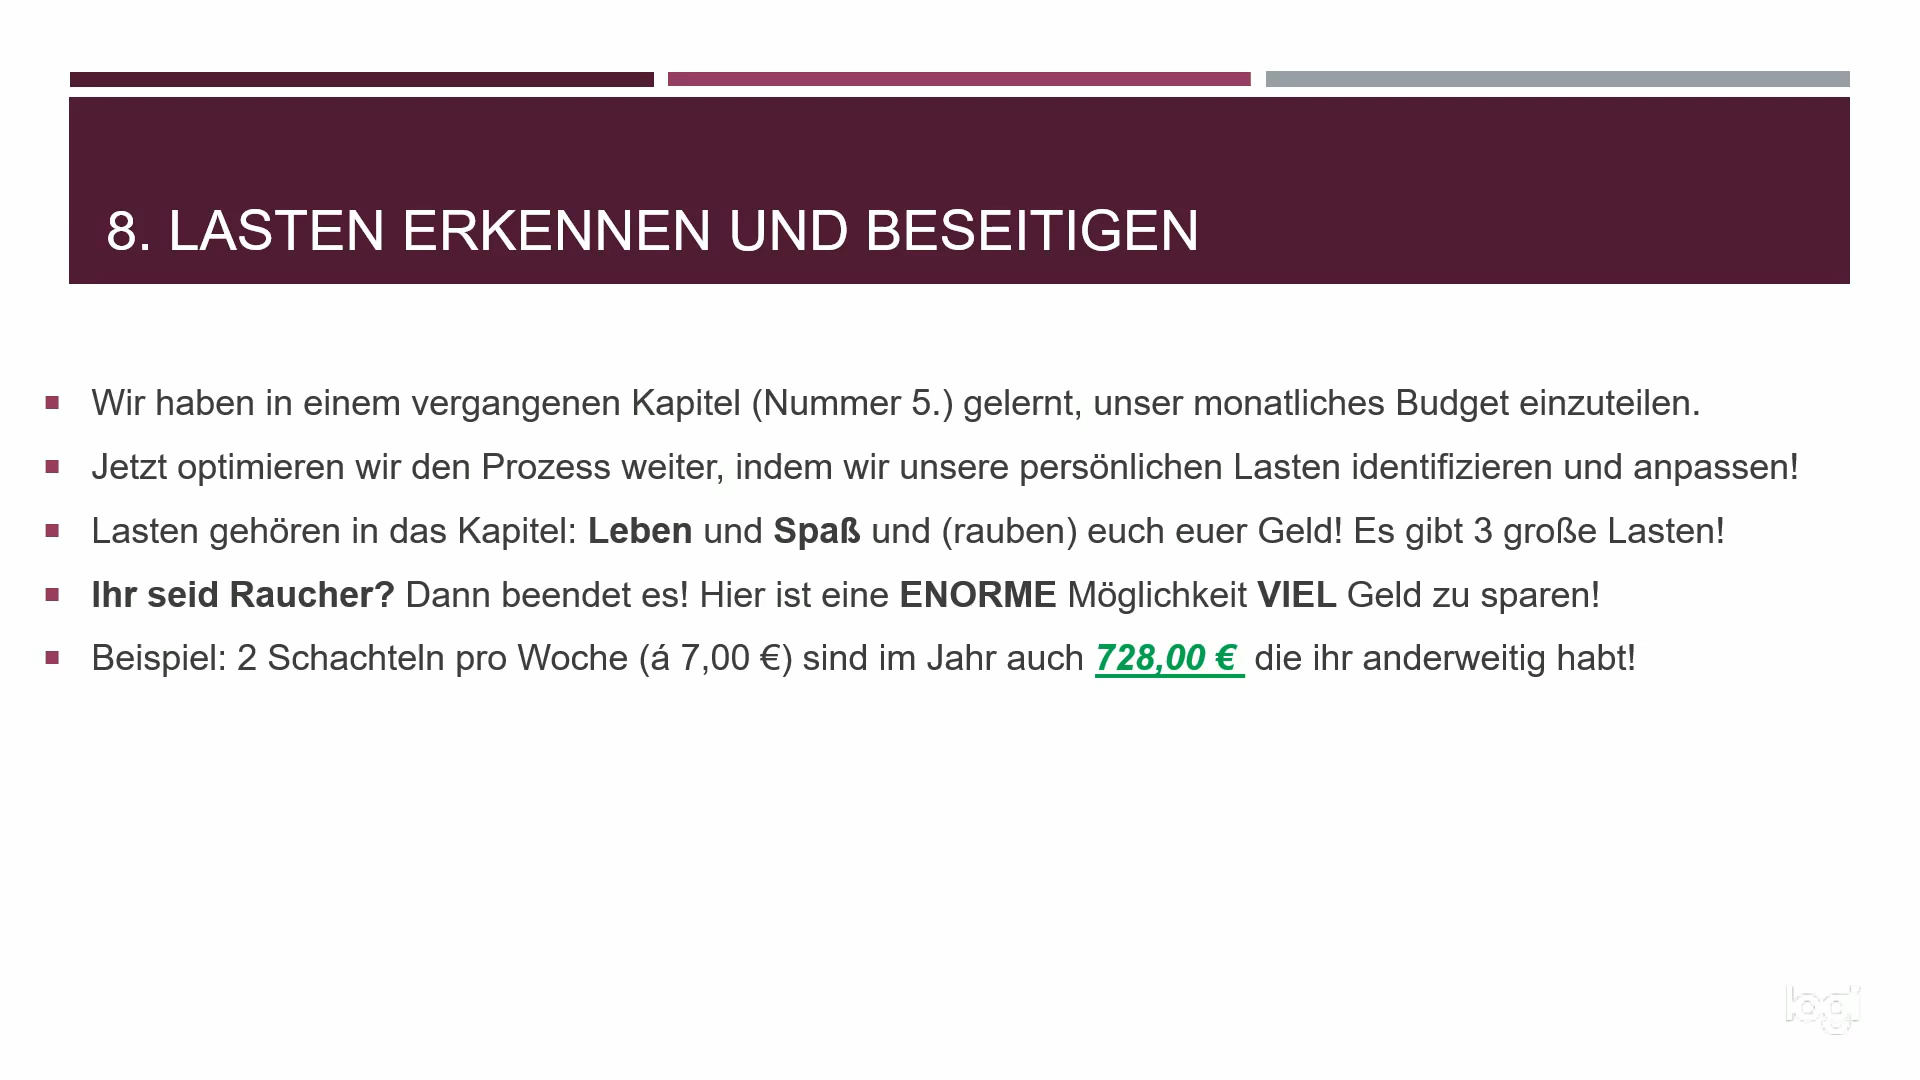 8. LASTEN ERKENNEN UND BESEITIGEN
Wir haben in einem vergangenen Kapitel (Nummer 5.) gelernt, unser monatliches Budget einzuteilen.
Jetzt optimieren wir den Prozess weiter, indem wir unsere persönlichen Lasten identifizieren und anpassen!
Lasten gehören in das Kapitel: Leben und Spaß und (rauben) euch euer Geld! Es gibt 3 große Lasten!
Ihr seid Raucher? Dann beendet es! Hier ist eine ENORME Möglichkeit VIEL Geld zu sparen!
Beispiel: 2 Schachteln pro Woche (á 7,00 €) sind im Jahr auch 728,00 € die ihr anderweitig habt!
logi